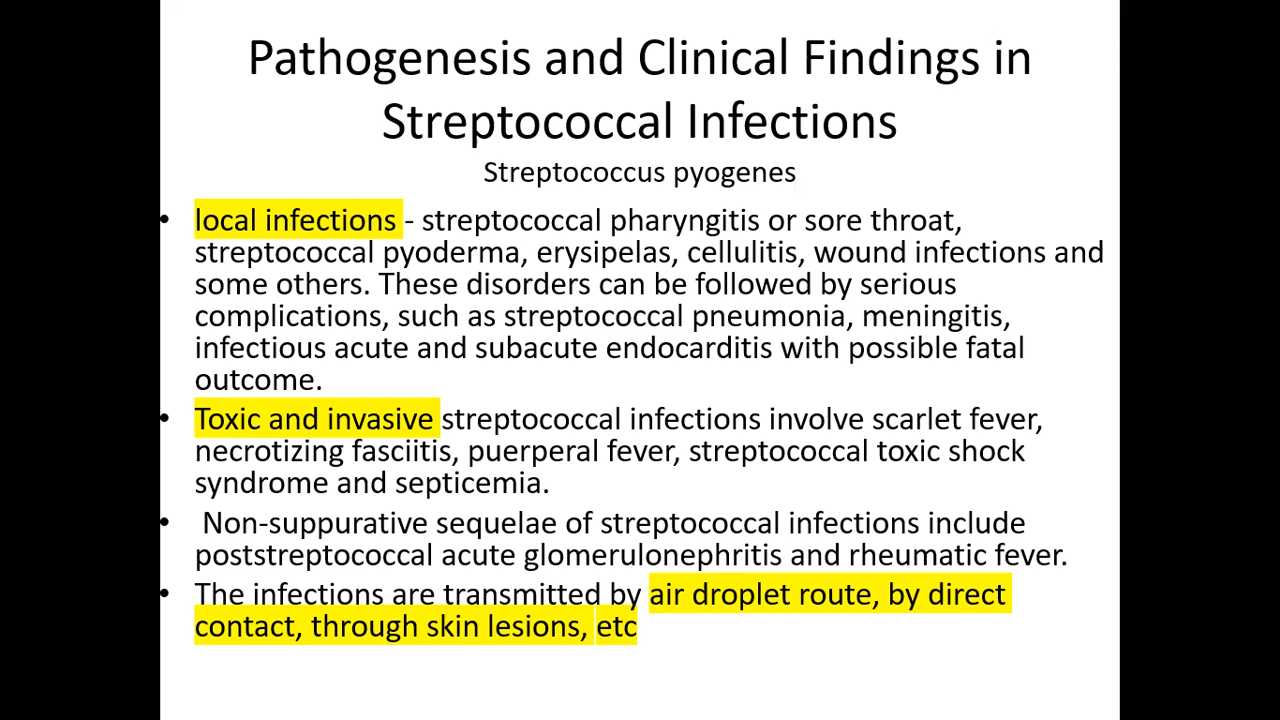 Pathogenesis and Clinical Findings in
Streptococcal Infections
Streptococcus pyogenes
• local infections - streptococcal pharyngitis or sore throat,
streptococcal pyoderma, erysipelas, cellulitis, wound infections and
some others. These disorders can be followed by serious
complications, such as streptococcal pneumonia, meningitis,
infectious acute and subacute endocarditis with possible fatal
outcome.
• Toxic and invasive streptococcal infections involve scarlet fever,
necrotizing fasciitis, puerperal fever, streptococcal toxic shock
syndrome and septicemia.
• Non-suppurative sequelae of streptococcal infections include
poststreptococcal acute glomerulonephritis and rheumatic fever.
• The infections are transmitted by air droplet route, by direct
contact, through skin lesions, etc